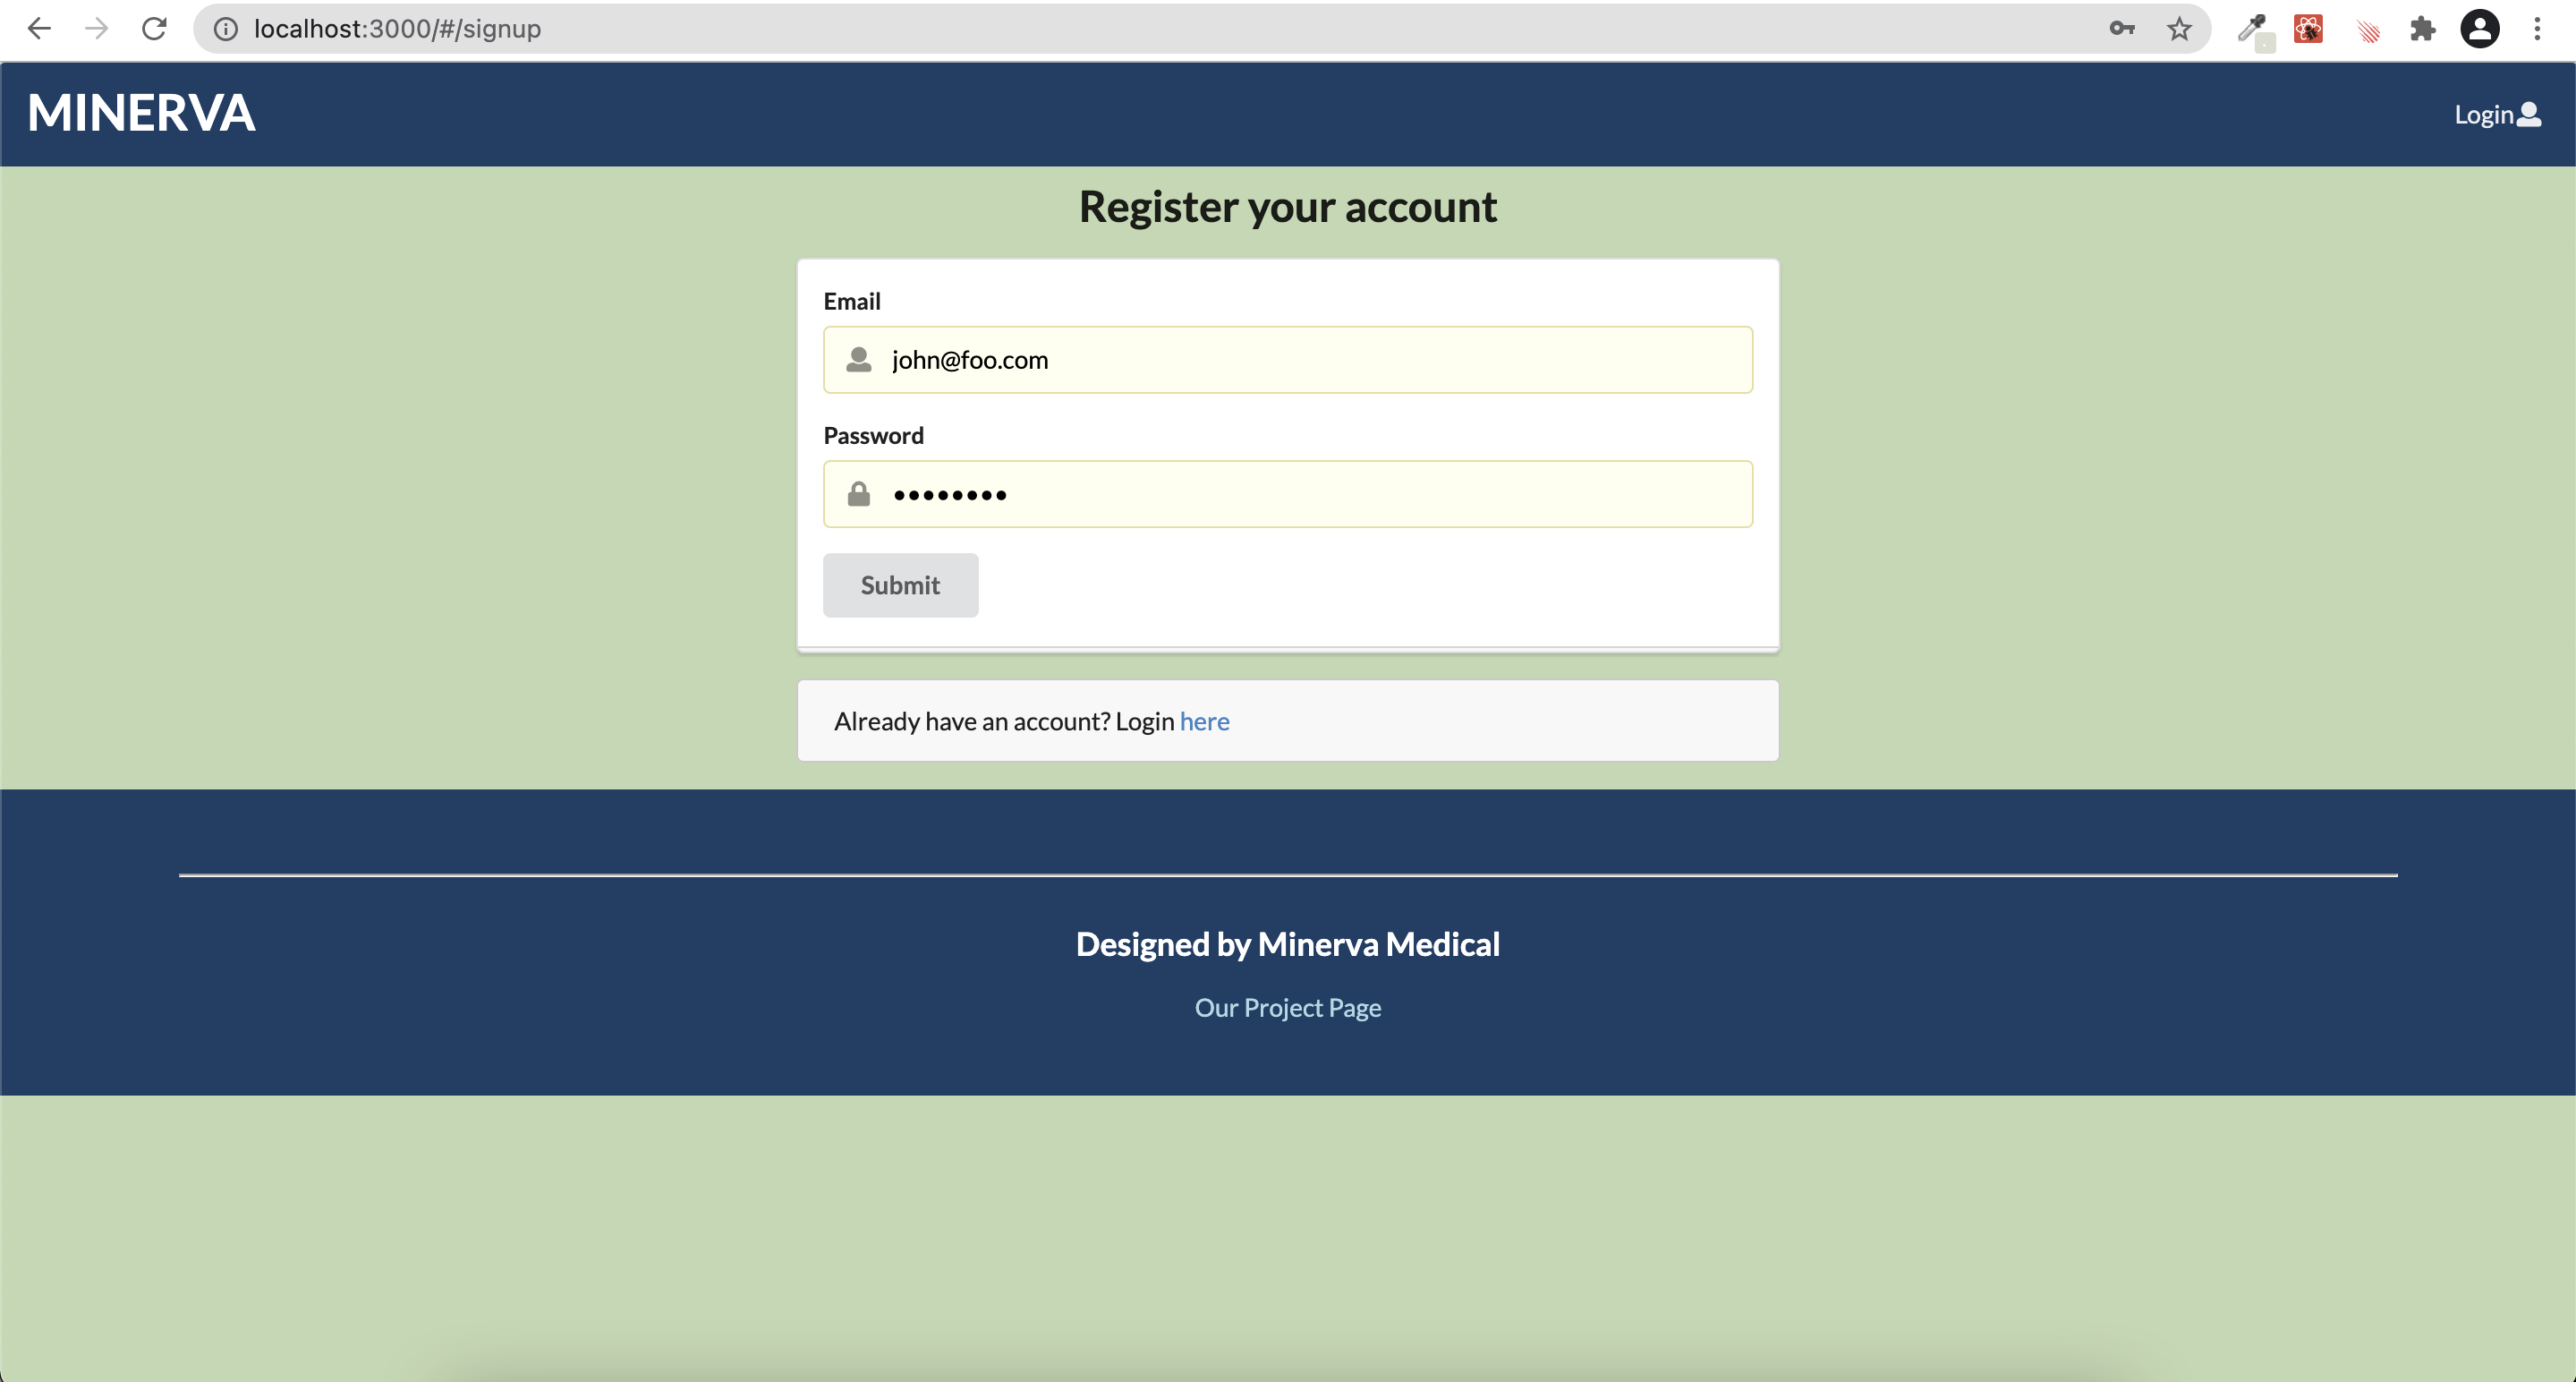 localhost:3000/#/signup
MINERVA
Login
Register your account
Email
john@foo.com
Password
••••••••
Submit
Already have an account? Login here
Designed by Minerva Medical
Our Project Page